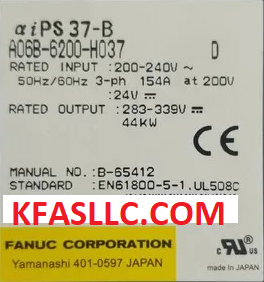 αiPS 37-B
A06B-6200-H037 D
RATED INPUT :200-240V ~
50Hz/60Hz 3-ph 154A at 200V
:24V ⎓
RATED OUTPUT :283-339V ⎓
44KW
CE
MANUAL NO. :B-65412
STANDARD :EN61800-5-1,UL508C
KFASLLC.COM
FANUC CORPORATION
Yamanashi 401-0597 JAPAN
c RU US
made in JAPAN